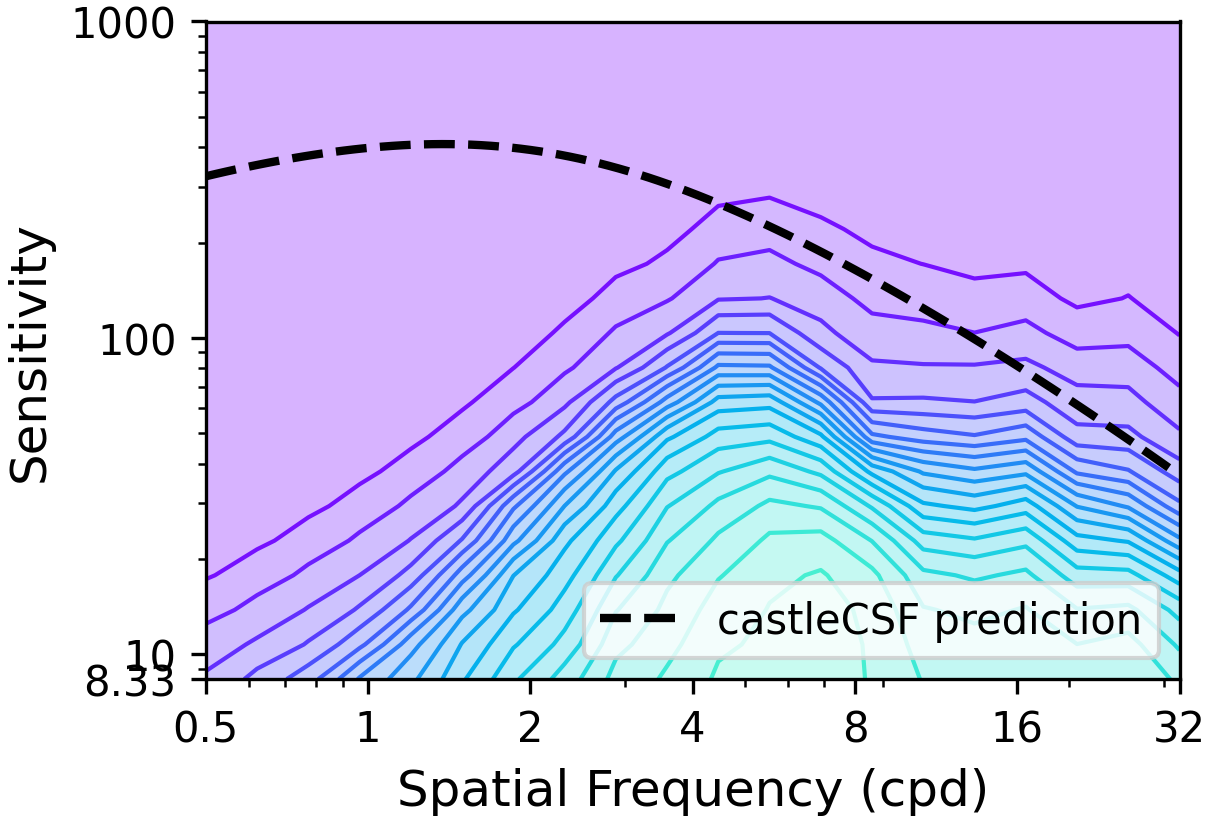 1000
100
10
8.33
Sensitivity
castleCSF prediction
0.5 1 2 4 8 16 32
Spatial Frequency (cpd)